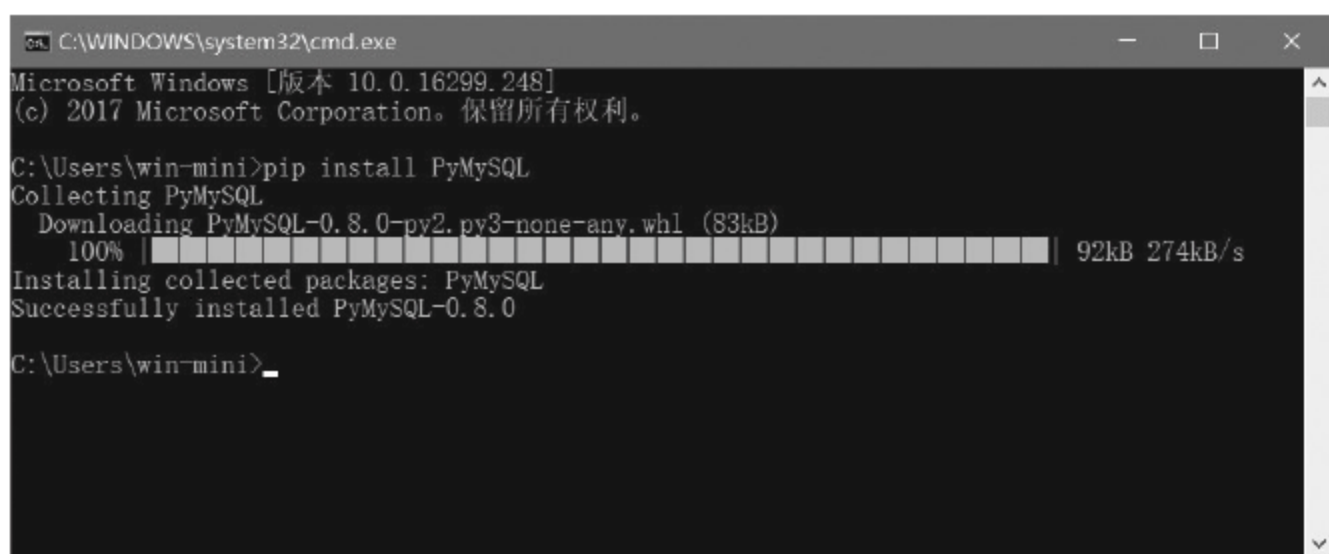 C:\WINDOWS\system32\cmd.exe
Microsoft Windows [版本 10.0.16299.248]
(c) 2017 Microsoft Corporation。保留所有权利。
C:\Users\win-mini>pip install PyMySQL
Collecting PyMySQL
Downloading PyMySQL-0.8.0-py2.py3-none-any.whl (83kB)
100% || 92kB 274kB/s
Installing collected packages: PyMySQL
Successfully installed PyMySQL-0.8.0
C:\Users\win-mini>